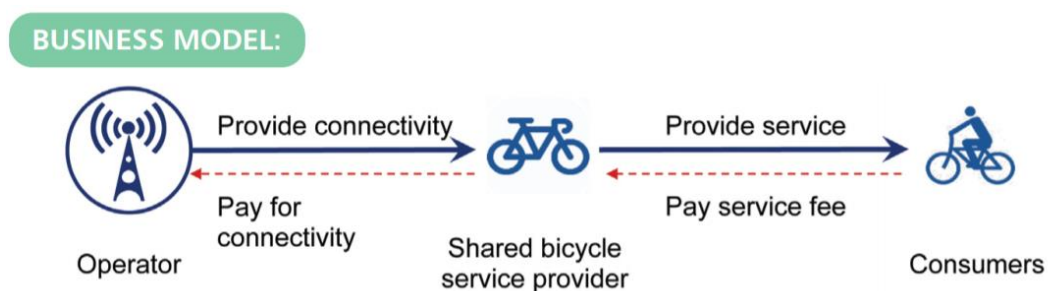 BUSINESS MODEL:
Provide connectivity
Provide service
Pay for
connectivity
Pay service fee
Operator
Shared bicycle
service provider
Consumers